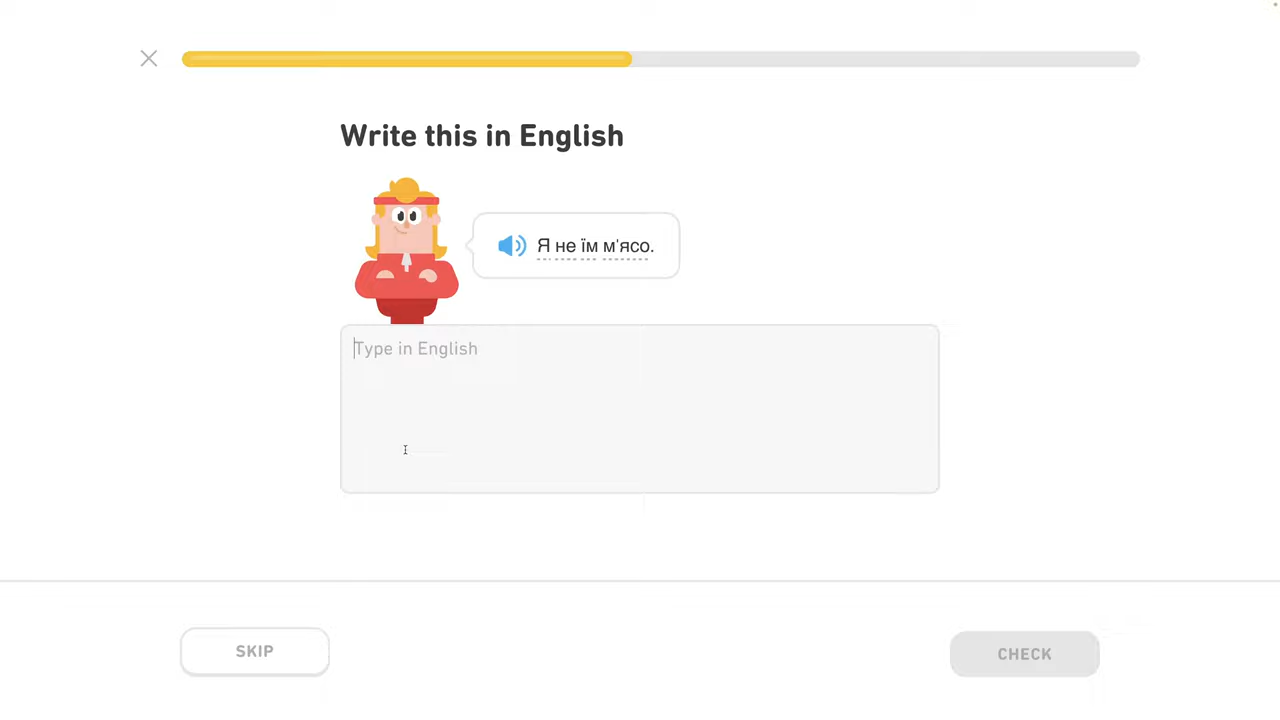 Write this in English
Я не їм м'ясо.
Type in English
SKIP
CHECK